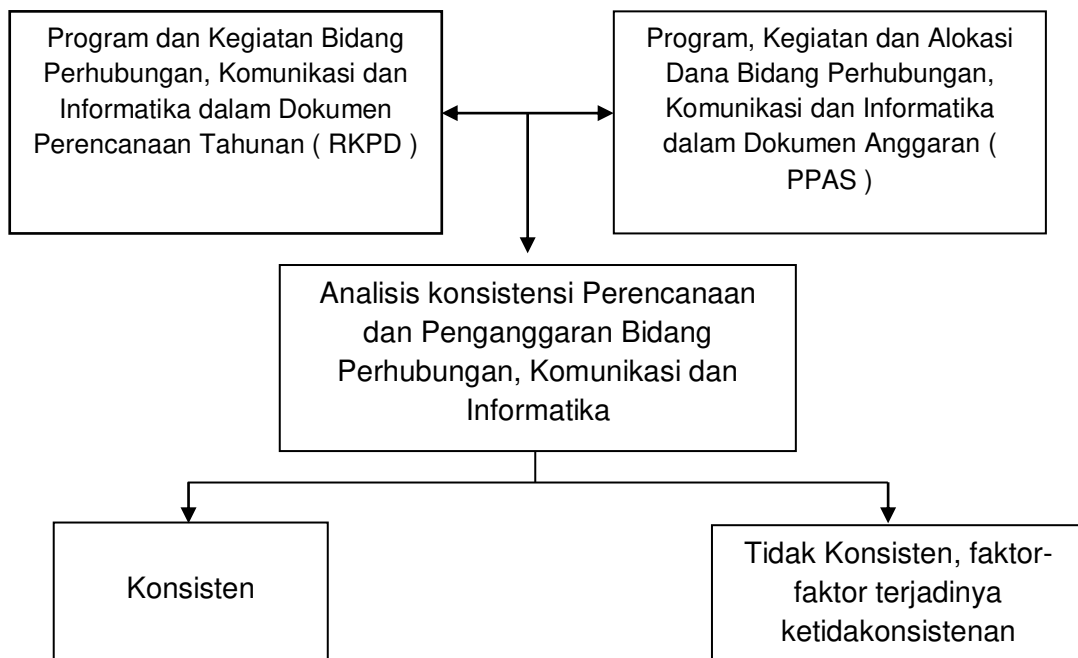 Program dan Kegiatan Bidang
Perhubungan, Komunikasi dan
Informatika dalam Dokumen
Perencanaan Tahunan ( RKPD )
Program, Kegiatan dan Alokasi
Dana Bidang Perhubungan,
Komunikasi dan Informatika
dalam Dokumen Anggaran (
PPAS )
Analisis konsistensi Perencanaan
dan Penganggaran Bidang
Perhubungan, Komunikasi dan
Informatika
Konsisten
Tidak Konsisten, faktor-
faktor terjadinya
ketidakonsistenan